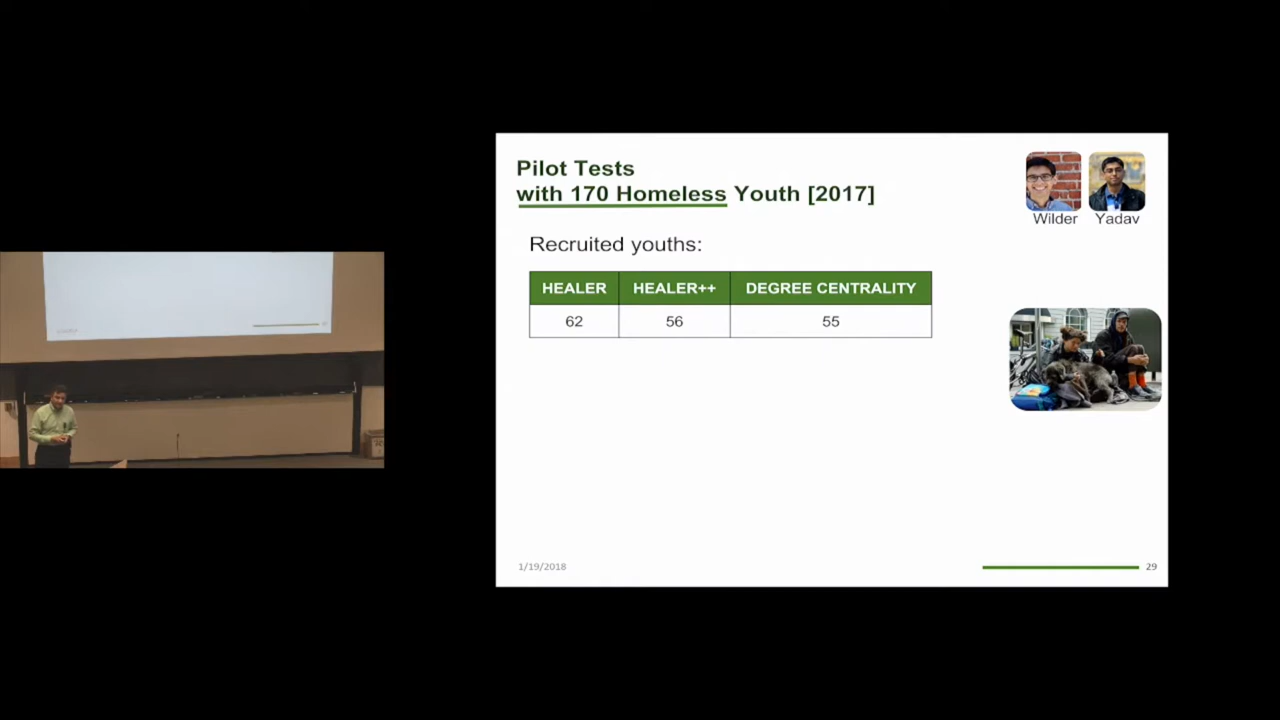 Pilot Tests
with 170 Homeless Youth [2017]
Wilder Yadav
Recruited youths:
HEALER HEALER++ DEGREE CENTRALITY
62 56 55
1/19/2018
29